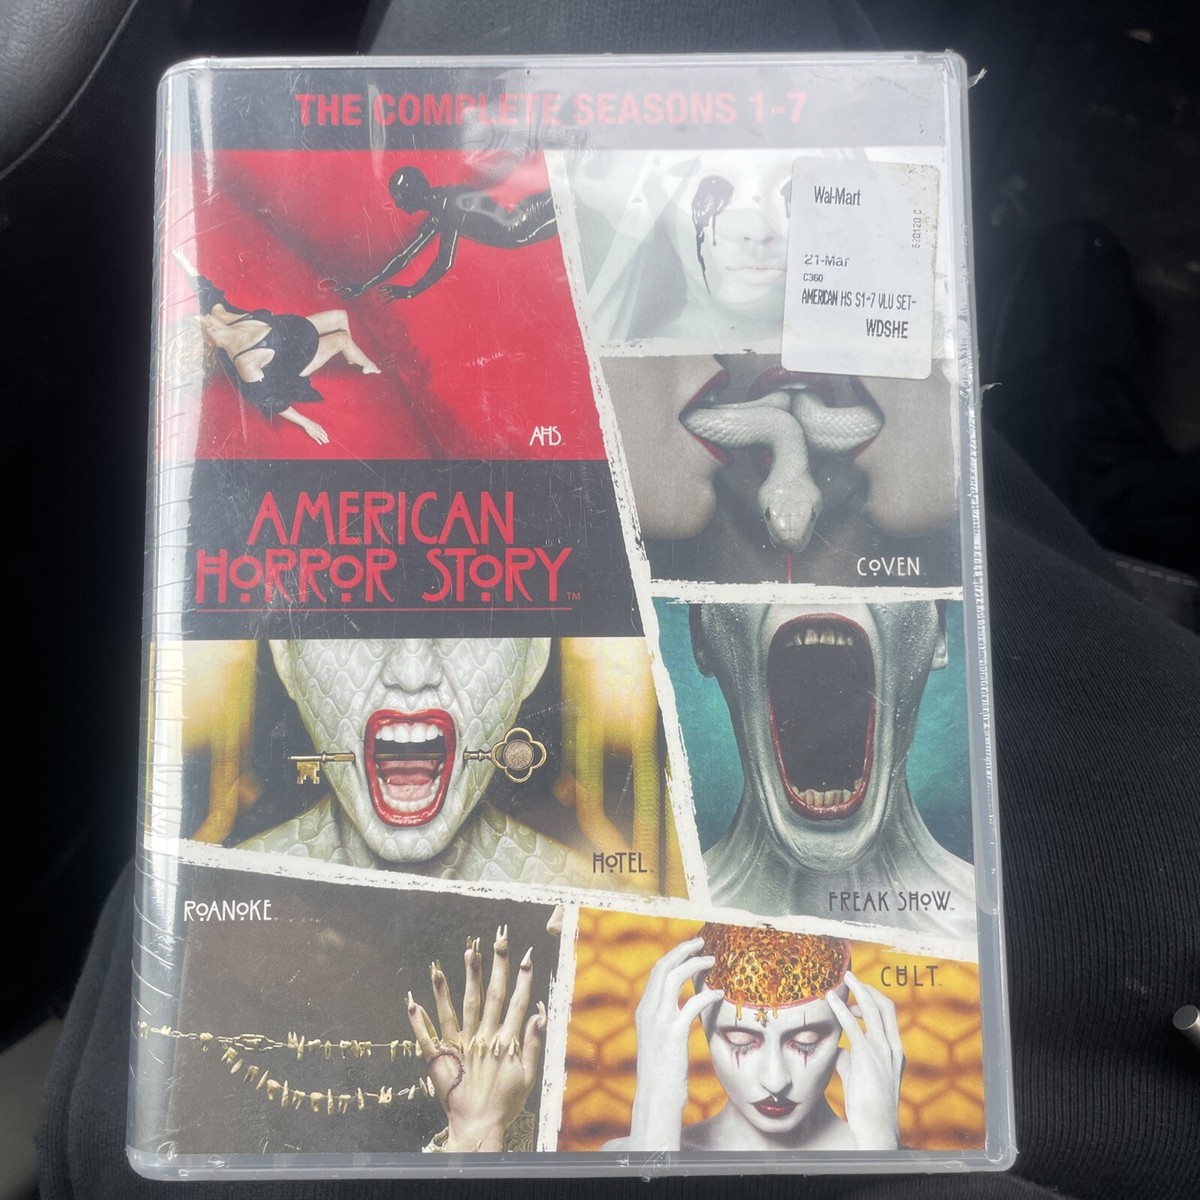 THE COMPLETE SEASONS 1-7
Wal-Mart
21-Mar
C360
AMERICAN HS S1-7 VLU SET-
WDSHE
AHS
AMERICAN
HORROR STORY™
COVEN
HOTEL
FREAK SHOW
ROANOKE
CULT